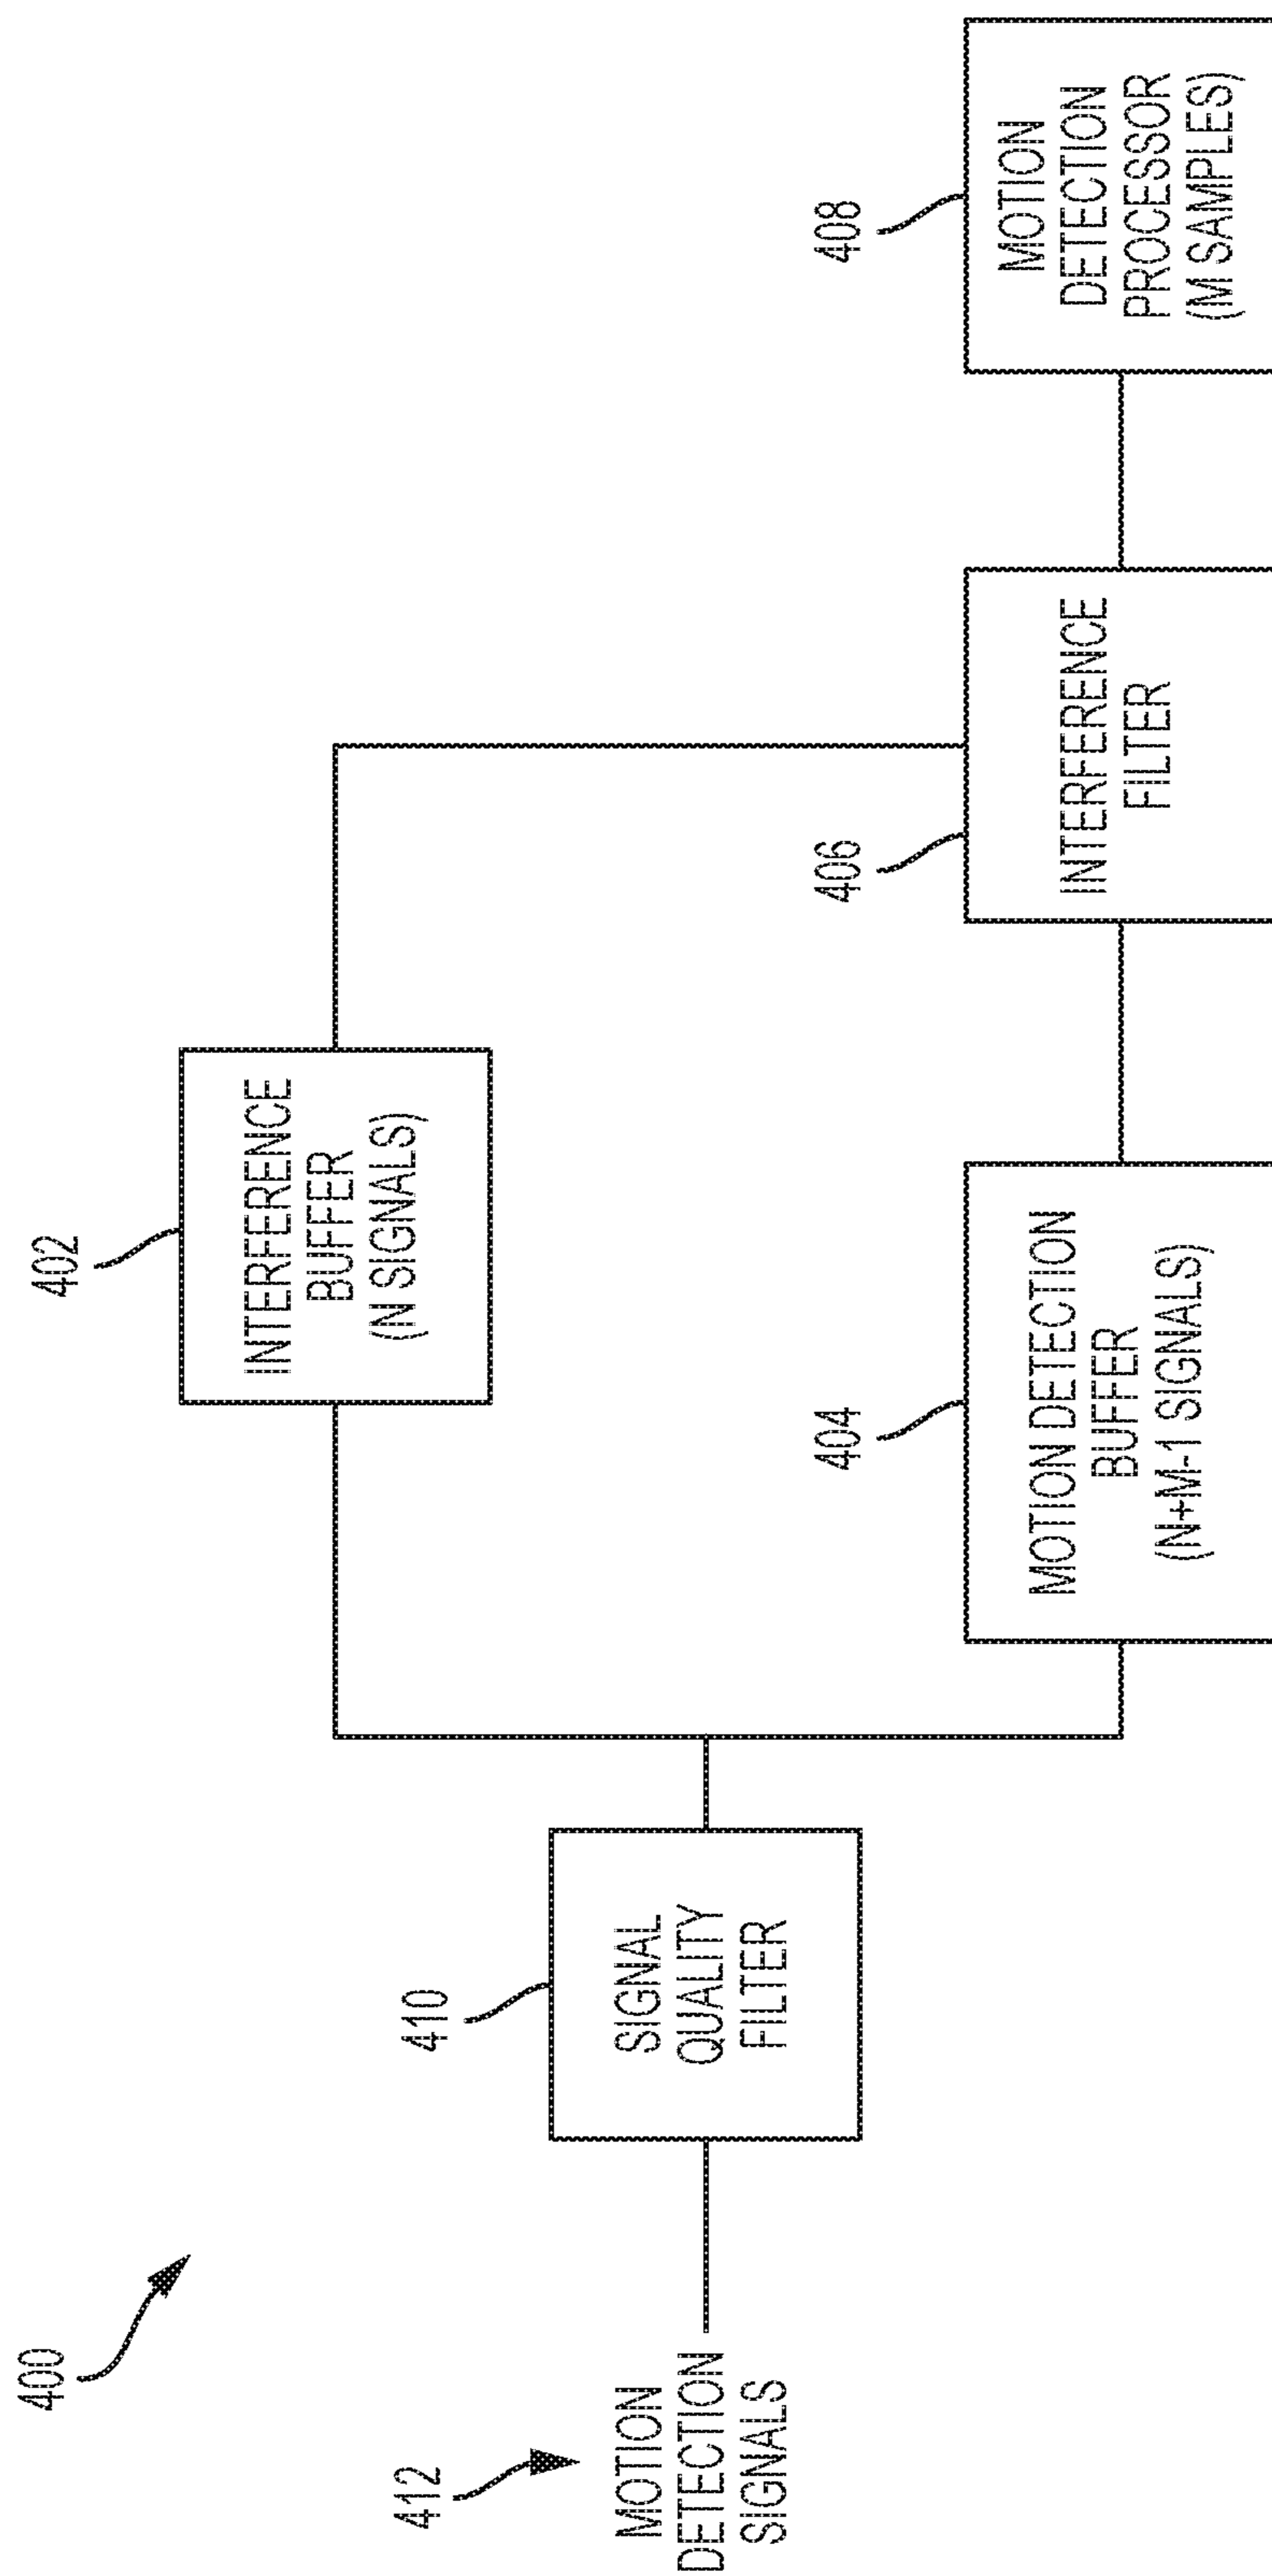 400
412
MOTION
DETECTION
SIGNALS
410
SIGNAL
QUALITY
FILTER
402
INTERFERENCE
BUFFER
(N SIGNALS)
404
MOTION DETECTION
BUFFER
(N+M-1 SIGNALS)
406
INTERFERENCE
FILTER
408
MOTION
DETECTION
PROCESSOR
(M SAMPLES)